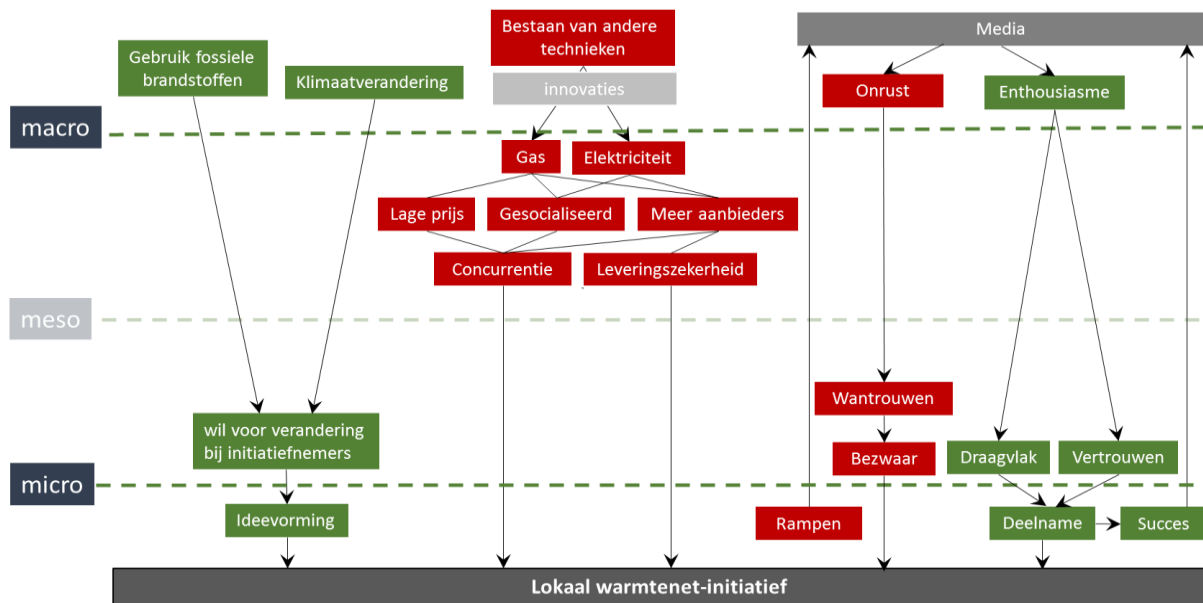 Bestaan van andere
technieken
Media
Gebruik fossiele
brandstoffen
Klimaatverandering
innovaties
Onrust
Enthousiasme
macro
Gas
Elektriciteit
Lage prijs
Gesocialiseerd
Meer aanbieders
Concurrentie
Leveringszekerheid
meso
Wantrouwen
wil voor verandering
bij initiatiefnemers
Bezwaar
Draagvlak
Vertrouwen
micro
Ideevorming
Rampen
Deelname
Succes
Lokaal warmtenet-initiatief